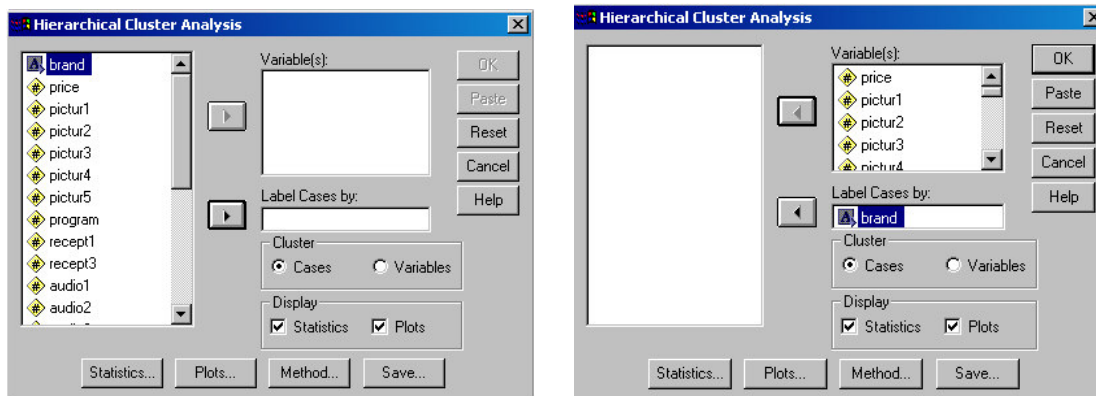 Hierarchical Cluster Analysis
brand
price
pictur1
pictur2
pictur3
pictur4
pictur5
program
recept1
recept3
audio1
audio2
Variable(s):
Label Cases by:
Cluster
Cases
Variables
Display
Statistics
Plots
OK
Paste
Reset
Cancel
Help
Statistics...
Plots...
Method...
Save...
Hierarchical Cluster Analysis
Variable(s):
price
pictur1
pictur2
pictur3
pictur4
Label Cases by:
brand
Cluster
Cases
Variables
Display
Statistics
Plots
OK
Paste
Reset
Cancel
Help
Statistics...
Plots...
Method...
Save...